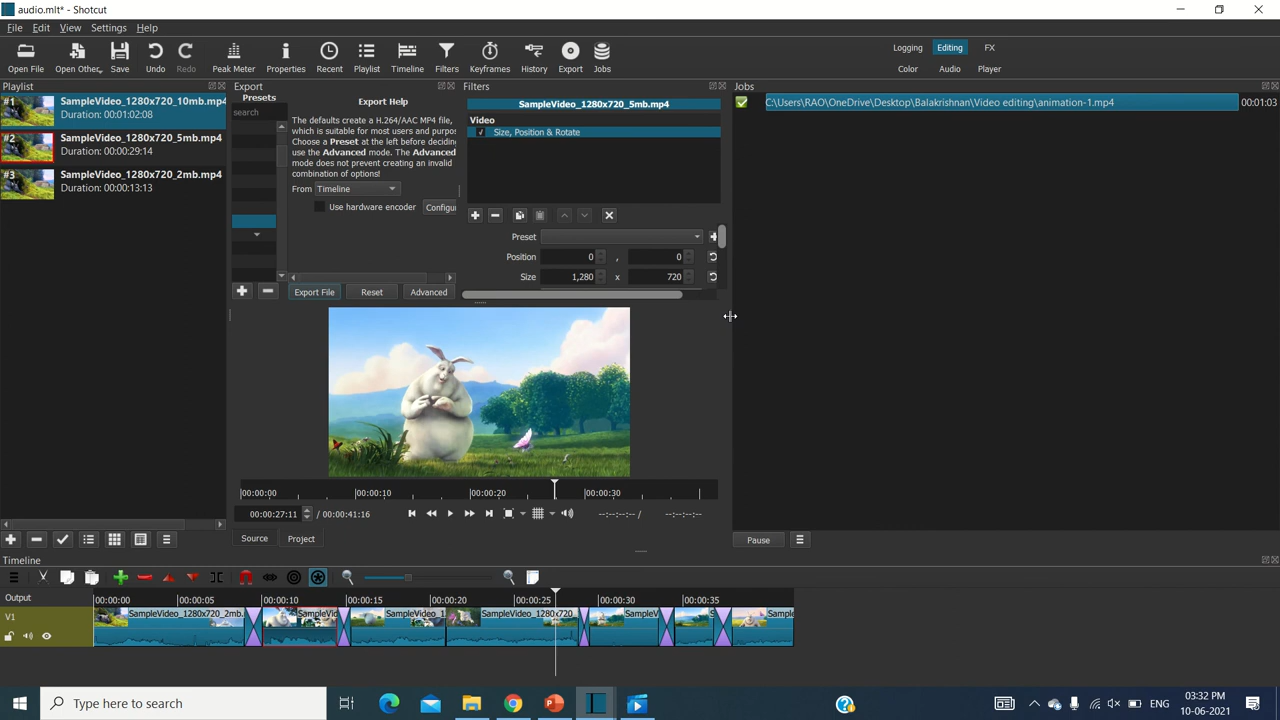 audio.mlt* - Shotcut
File Edit View Settings Help
Open File Open Other.. Save Undo Redo Peak Meter Properties Recent Playlist Timeline Filters Keyframes History Export Jobs
Logging Editing FX
Color Audio Player
Playlist
#1 SampleVideo_1280x720_10mb.mp4
Duration: 00:01:02:08
#2 SampleVideo_1280x720_5mb.mp4
Duration: 00:00:29:14
#3 SampleVideo_1280x720_2mb.mp4
Duration: 00:00:13:13
Export
Presets
search
Export Help
The defaults create a H.264/AAC MP4 file,
which is suitable for most users and purpos
Choose a Preset at the left before deciding
use the Advanced mode. The Advanced
mode does not prevent creating an invalid
combination of options!
From Timeline
Use hardware encoder Configu
Export File Reset Advanced
Filters
SampleVideo_1280x720_5mb.mp4
Video
Size, Position & Rotate
Preset
Position 0 , 0
Size 1,280 x 720
Jobs
C:\Users\RAO\OneDrive\Desktop\Balakrishnan\Video editing\animation-1.mp4 00:01:03
00:00:00 00:00:10 00:00:20 00:00:30
00:00:27:11 / 00:00:41:16 --:--:--:-- / --:--:--:--
Source Project
Pause
Timeline
Output 00:00:00 00:00:05 00:00:10 00:00:15 00:00:20 00:00:25 00:00:30 00:00:35
V1 SampleVideo_1280x720_2mb. SampleVid SampleVideo_1 SampleVideo_1280x720 SampleV SampleV SampleVi
Type here to search
ENG
03:32 PM
10-06-2021